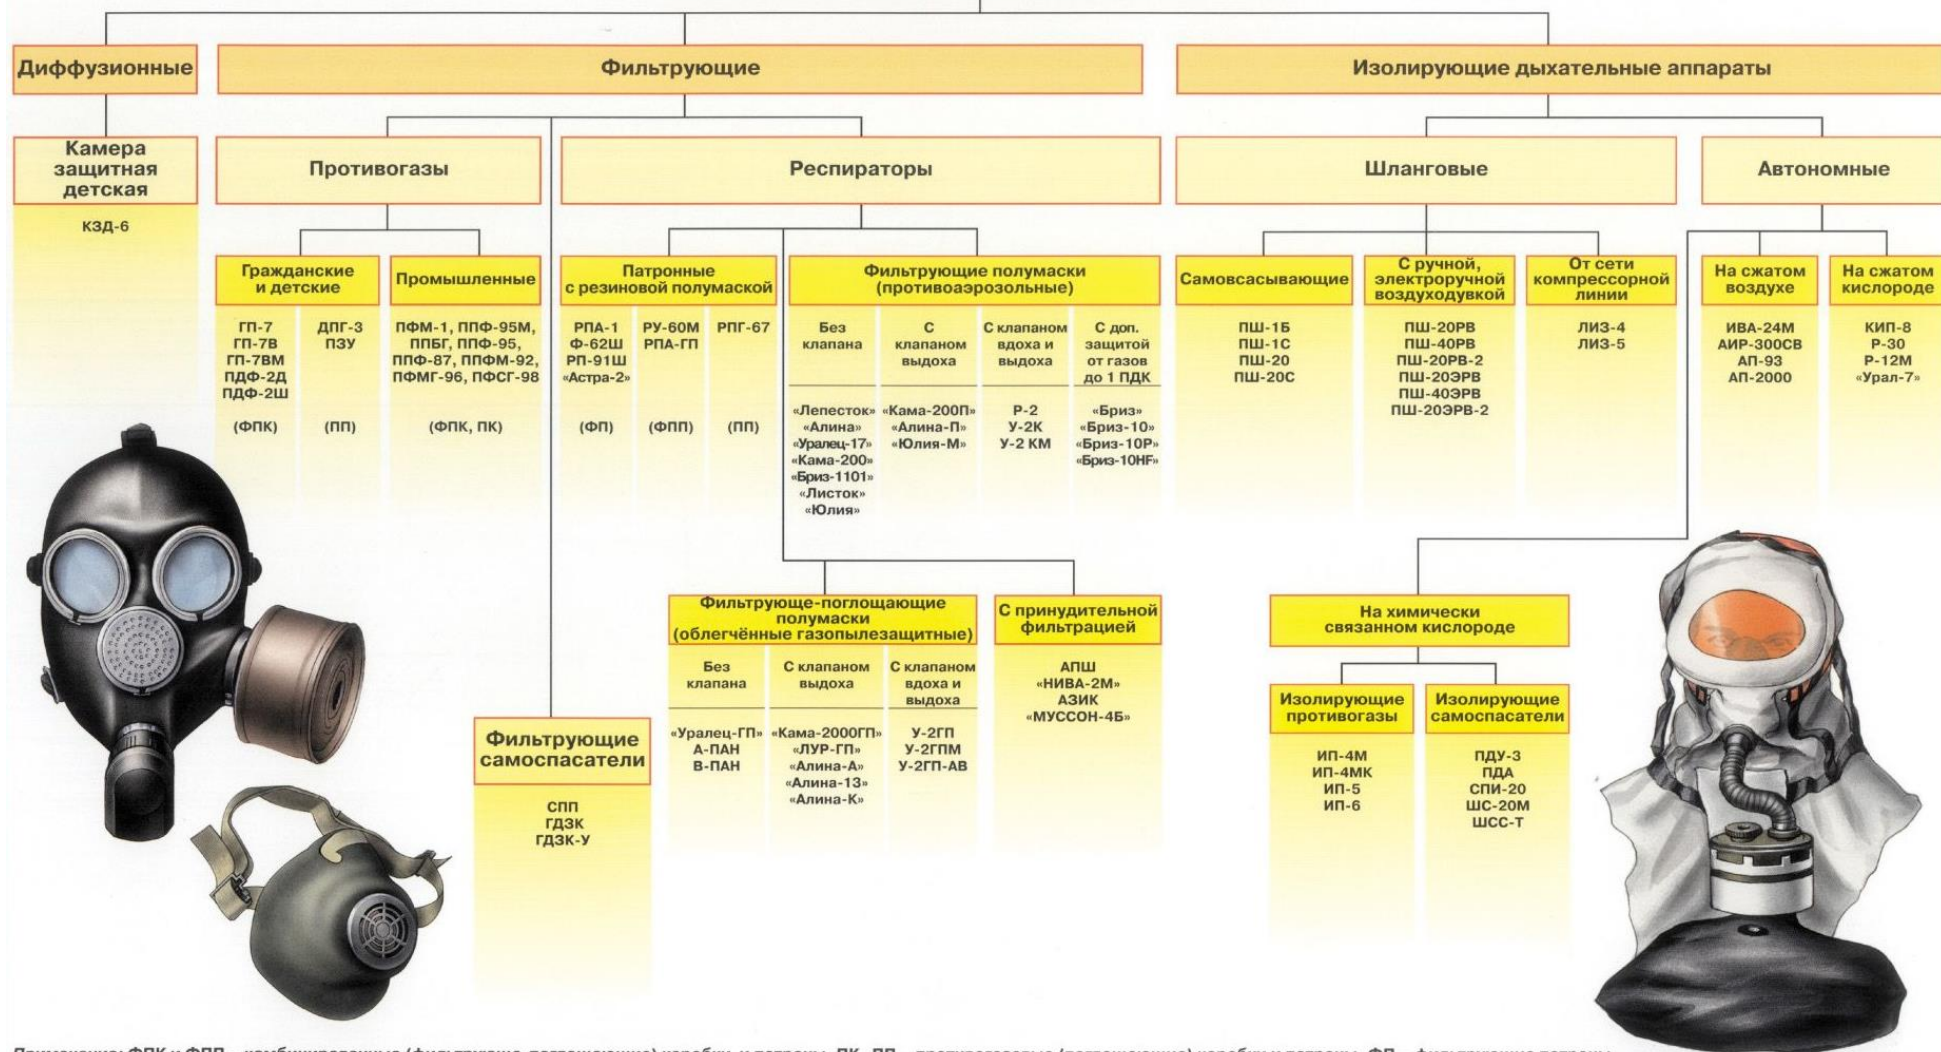 Диффузионные
Фильтрующие
Изолирующие дыхательные аппараты
Камера
защитная
детская
КЗД-6
Противогазы
Респираторы
Шланговые
Автономные
Гражданские
и детские
ГП-7
ГП-7В
ГП-7ВМ
ПДФ-2Д
ПДФ-2Ш
(ФПК)
ДПГ-3
ПЗУ
(ПП)
Промышленные
ПФМ-1, ППФ-95М,
ППБГ, ППФ-95,
ППФ-87, ППФМ-92,
ПФМГ-96, ПФСГ-98
(ФПК, ПК)
Патронные
с резиновой полумаской
РПА-1
Ф-62Ш
РП-91Ш
«Астра-2»
(ФП)
РУ-60М
РПА-ГП
(ФПП)
РПГ-67
(ПП)
Фильтрующие полумаски
(противоаэрозольные)
Без
клапана
«Лепесток»
«Алина»
«Уралец-17»
«Кама-200»
«Бриз-1101»
«Листок»
«Юлия»
С
клапаном
выдоха
«Кама-200П»
«Алина-П»
«Юлия-М»
С клапаном
вдоха и
выдоха
Р-2
У-2К
У-2 КМ
С доп.
защитой
от газов
до 1 ПДК
«Бриз»
«Бриз-10»
«Бриз-10Р»
«Бриз-10HF»
Самовсасывающие
ПШ-1Б
ПШ-1С
ПШ-20
ПШ-20С
С ручной,
электроручной
воздуходувкой
ПШ-20РВ
ПШ-40РВ
ПШ-20РВ-2
ПШ-20ЭРВ
ПШ-40ЭРВ
ПШ-20ЭРВ-2
От сети
компрессорной
линии
ЛИЗ-4
ЛИЗ-5
На сжатом
воздухе
ИВА-24М
АИР-300СВ
АП-93
АП-2000
На сжатом
кислороде
КИП-8
Р-30
Р-12М
«Урал-7»
Фильтрующие
самоспасатели
СПП
ГДЗК
ГДЗК-У
Фильтрующе-поглощающие
полумаски
(облегчённые газопылезащитные)
Без
клапана
«Уралец-ГП»
А-ПАН
В-ПАН
С клапаном
выдоха
«Кама-2000ГП»
«ЛУР-ГП»
«Алина-А»
«Алина-13»
«Алина-К»
С клапаном
вдоха и
выдоха
У-2ГП
У-2ГПМ
У-2ГП-АВ
С принудительной
фильтрацией
АПШ
«НИВА-2М»
АЗИК
«МУССОН-4Б»
На химически
связанном кислороде
Изолирующие
противогазы
ИП-4М
ИП-4МК
ИП-5
ИП-6
Изолирующие
самоспасатели
ПДУ-3
ПДА
СПИ-20
ШС-20М
ШСС-Т